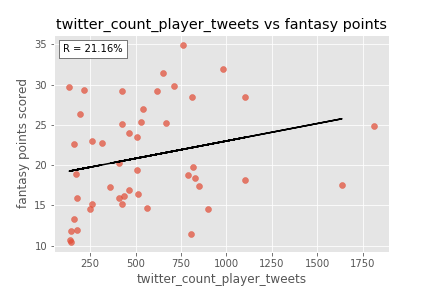 twitter_count_player_tweets vs fantasy points
R = 21.16%
35
30
25
20
15
10
fantasy points scored
250 500 750 1000 1250 1500 1750
twitter_count_player_tweets